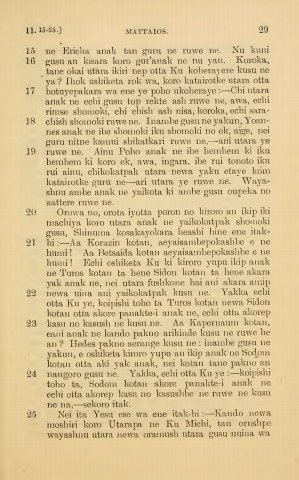 11. 15-25.] MATTAIOS. 29
15 ne Ericha anak tan guru ne ruwe ne. Nu kuni
16 gusu an kisara koro gur'anak ne nu yan. Koroka,
tane okai utara ikiri nep otta Ku koherayere kusu ne
ya? Ihok ushiketa rok wa, koro katairotke utara otta
17 hotuyepakara wa ene ye poho ukoheraye:—Chi utara
anak ne echi gusu top rekte ash ruwe ne, awa, echi
rimse shomoki, chi chish ash nisa, koroka, echi sara-
18 chish shomoki ruwe ne. Inambe gusu ne yakun, Yoan-
nes anak ne ibe shomoki iku shomoki no ek, aige, nei
guru nitne kamui shikatkari ruwe ne,—ani utara ye
19 ruwe ne. Ainu Poho anak ne ibe hemhem ki iku
hemhem ki koro ek, awa, ingara, ibe rui tonoto iku
rui ainu, chikokatpak utara newa yaku etaye koro
katairotke guru ne—ari utara ye ruwe ne. Waya-
shnu ambe anak ne yaikota ki ambe gusu oupeka no
aattere ruwe ne.
20 Orowa no, orota iyotta poron no kiroro an ikip iki
machiya koro utara anak ne yaikokatpak shomoki
gusu, Shinuma kosakayokara heashi hine ene itak-
21 hi:—Aa Korazin kotan, aeyaisambepokashbe e ne
humi! Aa Betsaida kotan aeyaisambepokashbe e ne
humi! Echi oshiketa Ku ki kiroro yupu ikip anak
ne Turos kotan ta hene Sidon kotan ta hene akara
yak anak ne, nei utara fushkone hai ani akara amip
22 newa uina ani yaikokatpak kusu ne. Yakka echi
otta Ku ye, koipishi toho ta Turos kotan newa Sidon
kotan otta akore panakte-i anak ne, echi otta akorep
23 kasu no kasush ne kusu ne. Aa Kapernaum kotan,
eani anak ne kando pakno arikinde kusu ne ruwe he
an? Hedes pakno aerange kusu ne: inambe gusu ne
yakun, e oshiketa kiroro yupu an ikip anak ne Sodom
kotan otta aki yak anak, nei kotan tane pakno an
24 nangoro gusu ne. Yakka, echi otta Ku ye:—koipishi
toho ta, Sodom kotan akore panakte-i anak ne
echi otta akorep kasu no kasushbe ne ruwe ne kusu
ne na,—sekoro itak.
25 Nei ita Yesu ese wa ene itak-hi:—Kando newa
moshiri koro Utarapa ne Ku Michi, tan orushpe
wayashnu utara newa oramush utara gusu nuina wa